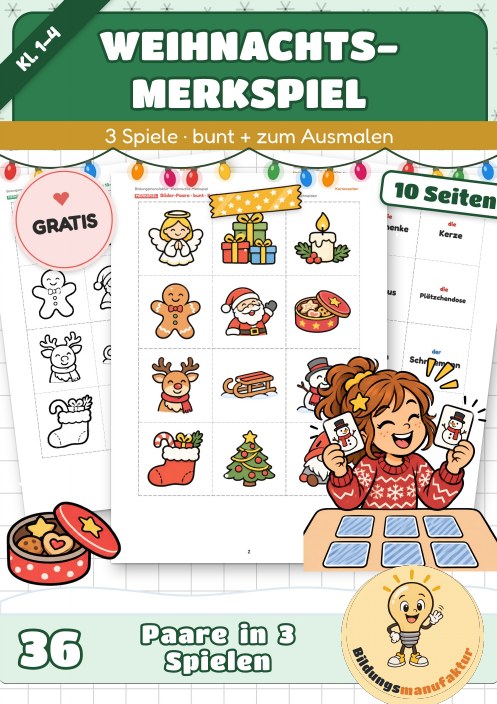 Kl. 1–4
WEIHNACHTS-
MERKSPIEL
3 Spiele · bunt + zum Ausmalen
GRATIS
10 Seiten
die
Kerze
die
Plätzchendose
der
2
36
Paare in 3
Spielen
Bildungsmanufaktur